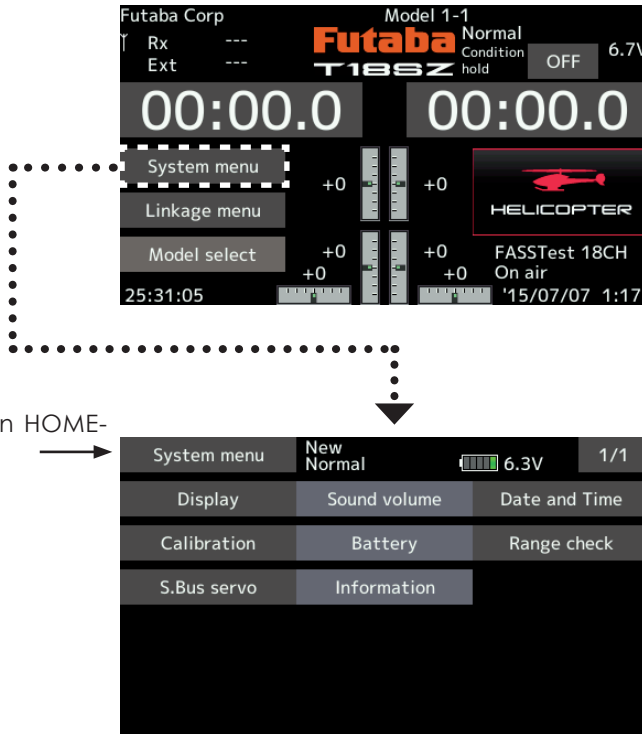 Futaba Corp Model 1-1
Rx ---
Ext ---
Futaba
T18SZ
Normal
Condition
hold
OFF
6.7V
00:00.0 00:00.0
System menu
Linkage menu
Model select
+0 +0
+0 +0
+0 +0
HELICOPTER
FASSTest 18CH
On air
25:31:05 '15/07/07 1:17
n HOME-
System menu New
Normal 6.3V 1/1
Display Sound volume Date and Time
Calibration Battery Range check
S.Bus servo Information